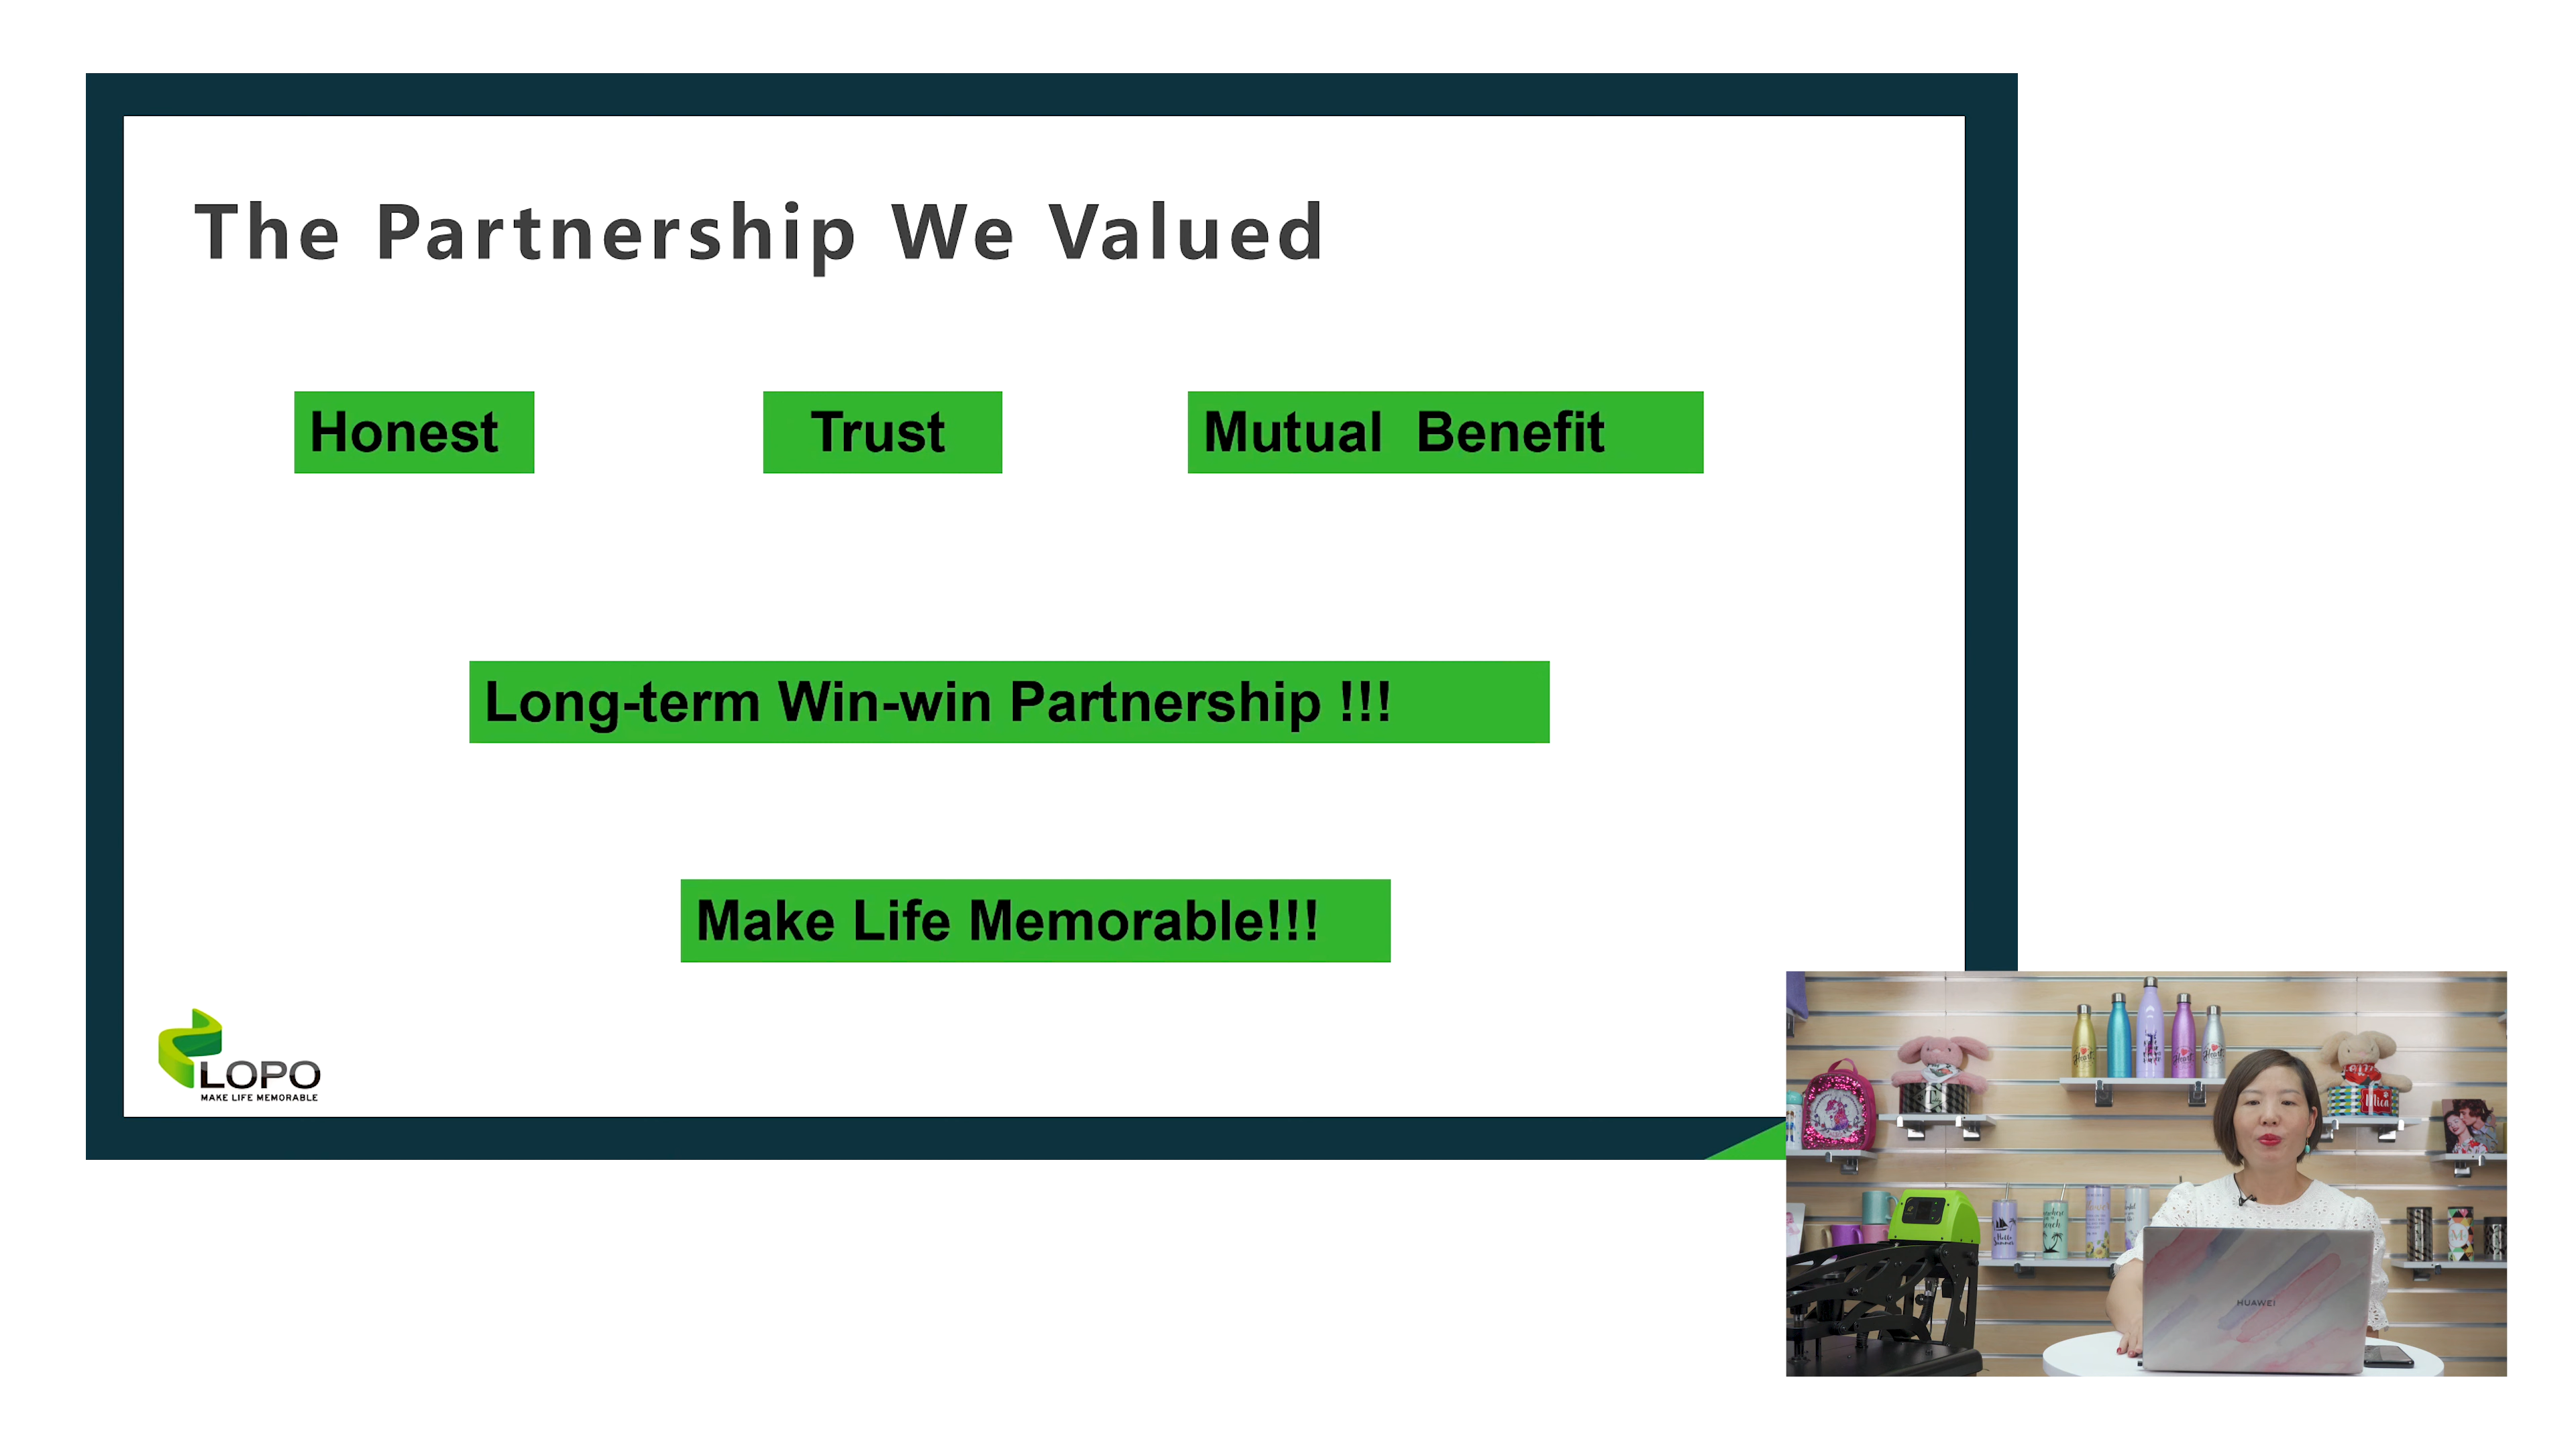 The Partnership We Valued
Honest
Trust
Mutual Benefit
Long-term Win-win Partnership !!!
Make Life Memorable!!!
LOPO
MAKE LIFE MEMORABLE
HUAWEI